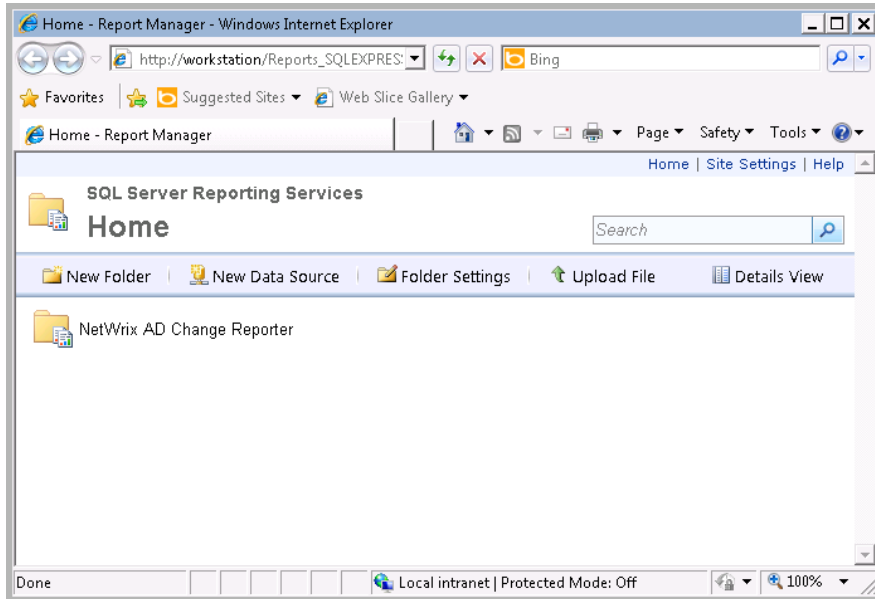 Home - Report Manager - Windows Internet Explorer
http://workstation/Reports_SQLEXPRES:
Bing
Favorites Suggested Sites Web Slice Gallery
Home - Report Manager Page Safety Tools
Home | Site Settings | Help
SQL Server Reporting Services
Home
Search
New Folder New Data Source Folder Settings Upload File Details View
NetWrix AD Change Reporter
Done Local intranet | Protected Mode: Off 100%